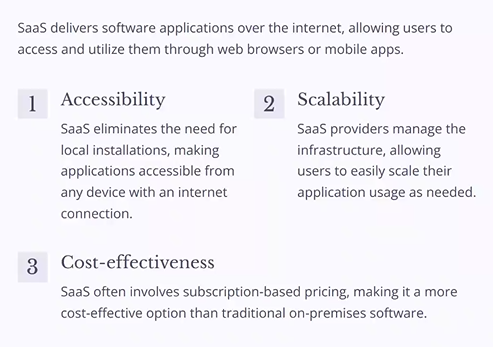 SaaS delivers software applications over the internet, allowing users to
access and utilize them through web browsers or mobile apps.
1 Accessibility
SaaS eliminates the need for
local installations, making
applications accessible from
any device with an internet
connection.
2 Scalability
SaaS providers manage the
infrastructure, allowing
users to easily scale their
application usage as needed.
3 Cost-effectiveness
SaaS often involves subscription-based pricing, making it a more
cost-effective option than traditional on-premises software.